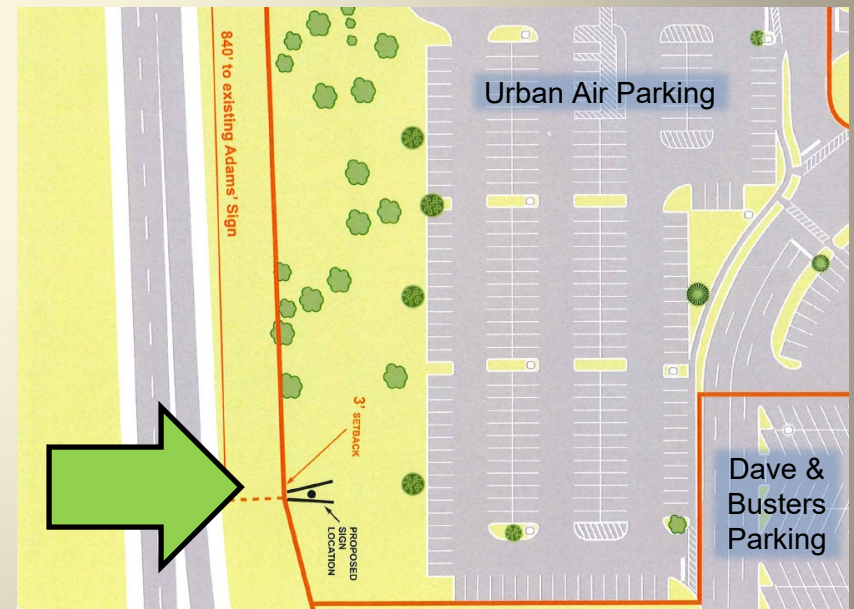 840' to existing Adams' Sign
Urban Air Parking
3'
SETBACK
PROPOSED
SIGN
LOCATION
Dave &
Busters
Parking